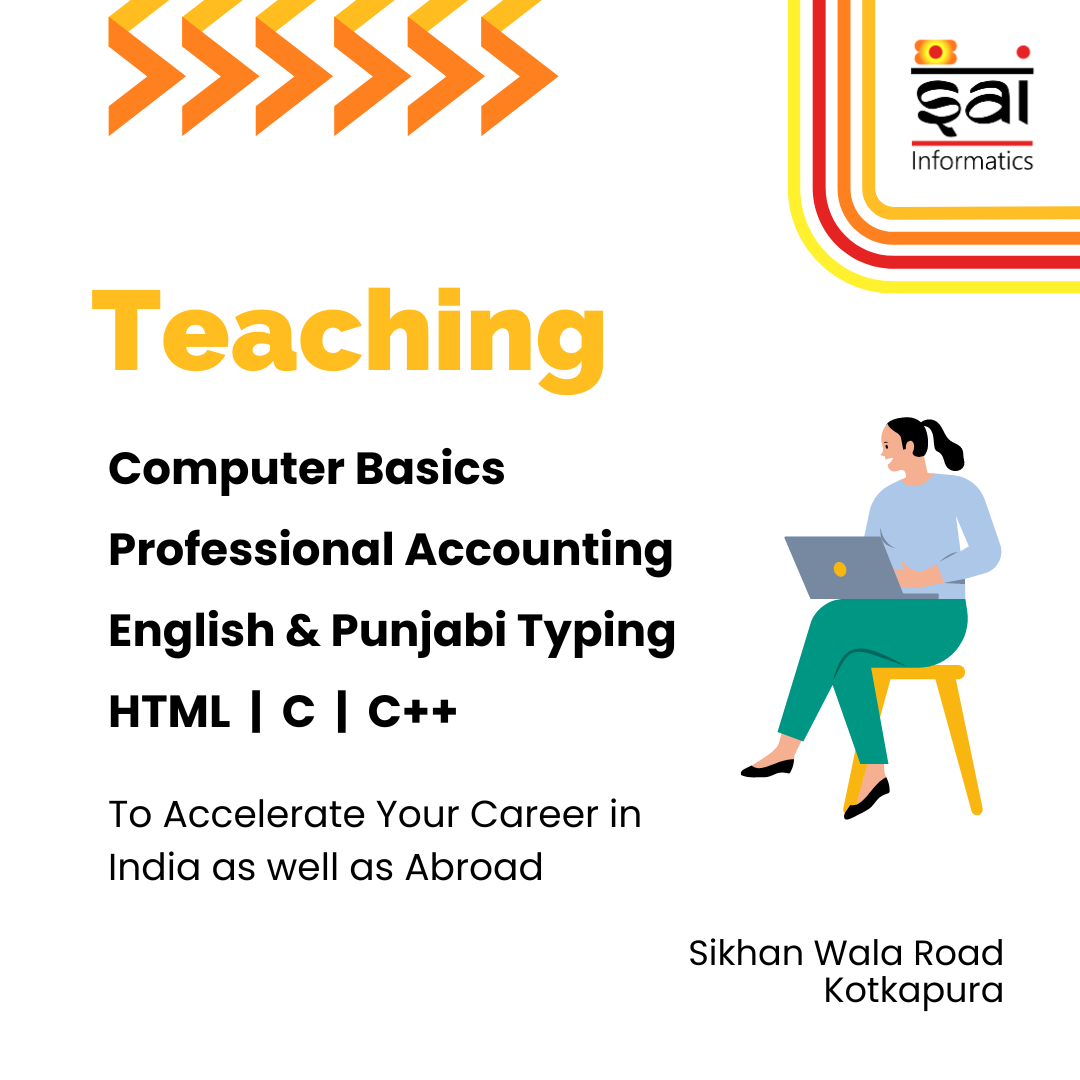 sai
Informatics
Teaching
Computer Basics
Professional Accounting
English & Punjabi Typing
HTML | C | C++
To Accelerate Your Career in
India as well as Abroad
Sikhan Wala Road
Kotkapura